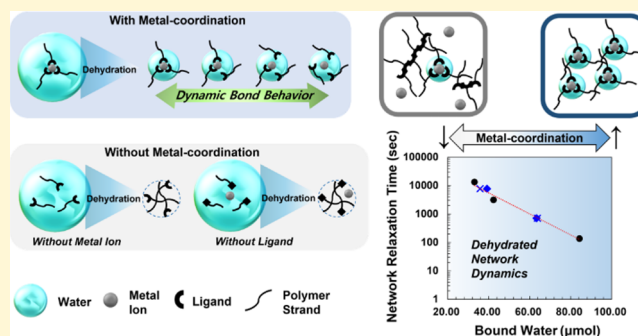 With Metal-coordination
Dehydration
Dynamic Bond Behavior
Without Metal-coordination
Dehydration
Without Metal Ion
Dehydration
Without Ligand
Water
Metal Ion
Ligand
Polymer Strand
↓ Metal-coordination ↑
Network Relaxation Time (sec)
100000
10000
1000
100
10
1
Dehydrated
Network
Dynamics
20.00 40.00 60.00 80.00 100.00
Bound Water (μmol)